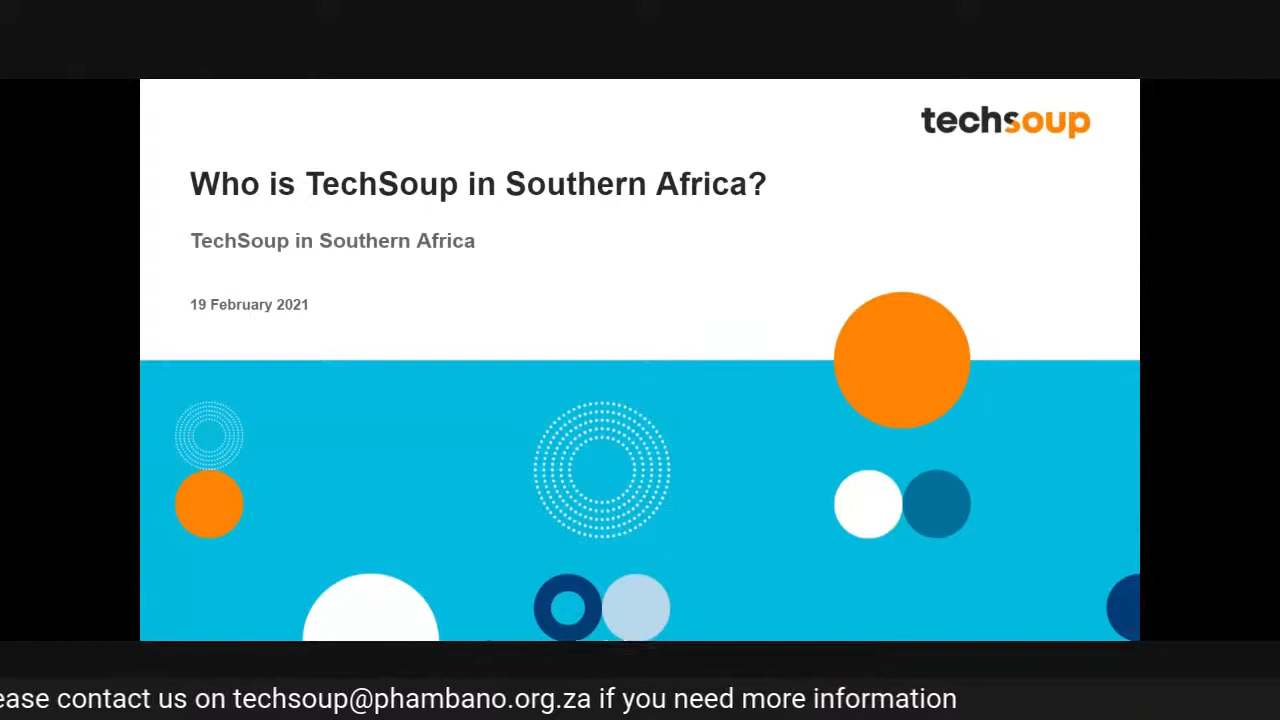 techsoup
Who is TechSoup in Southern Africa?
TechSoup in Southern Africa
19 February 2021
ease contact us on techsoup@phambano.org.za if you need more information